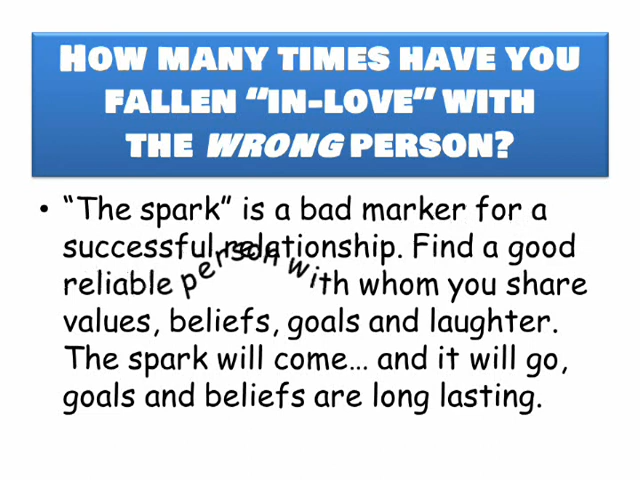 How many times have you
fallen “in-love” with
the wrong person?
• “The spark” is a bad marker for a
successful relationship. Find a good
reliable person with whom you share
values, beliefs, goals and laughter.
The spark will come… and it will go,
goals and beliefs are long lasting.